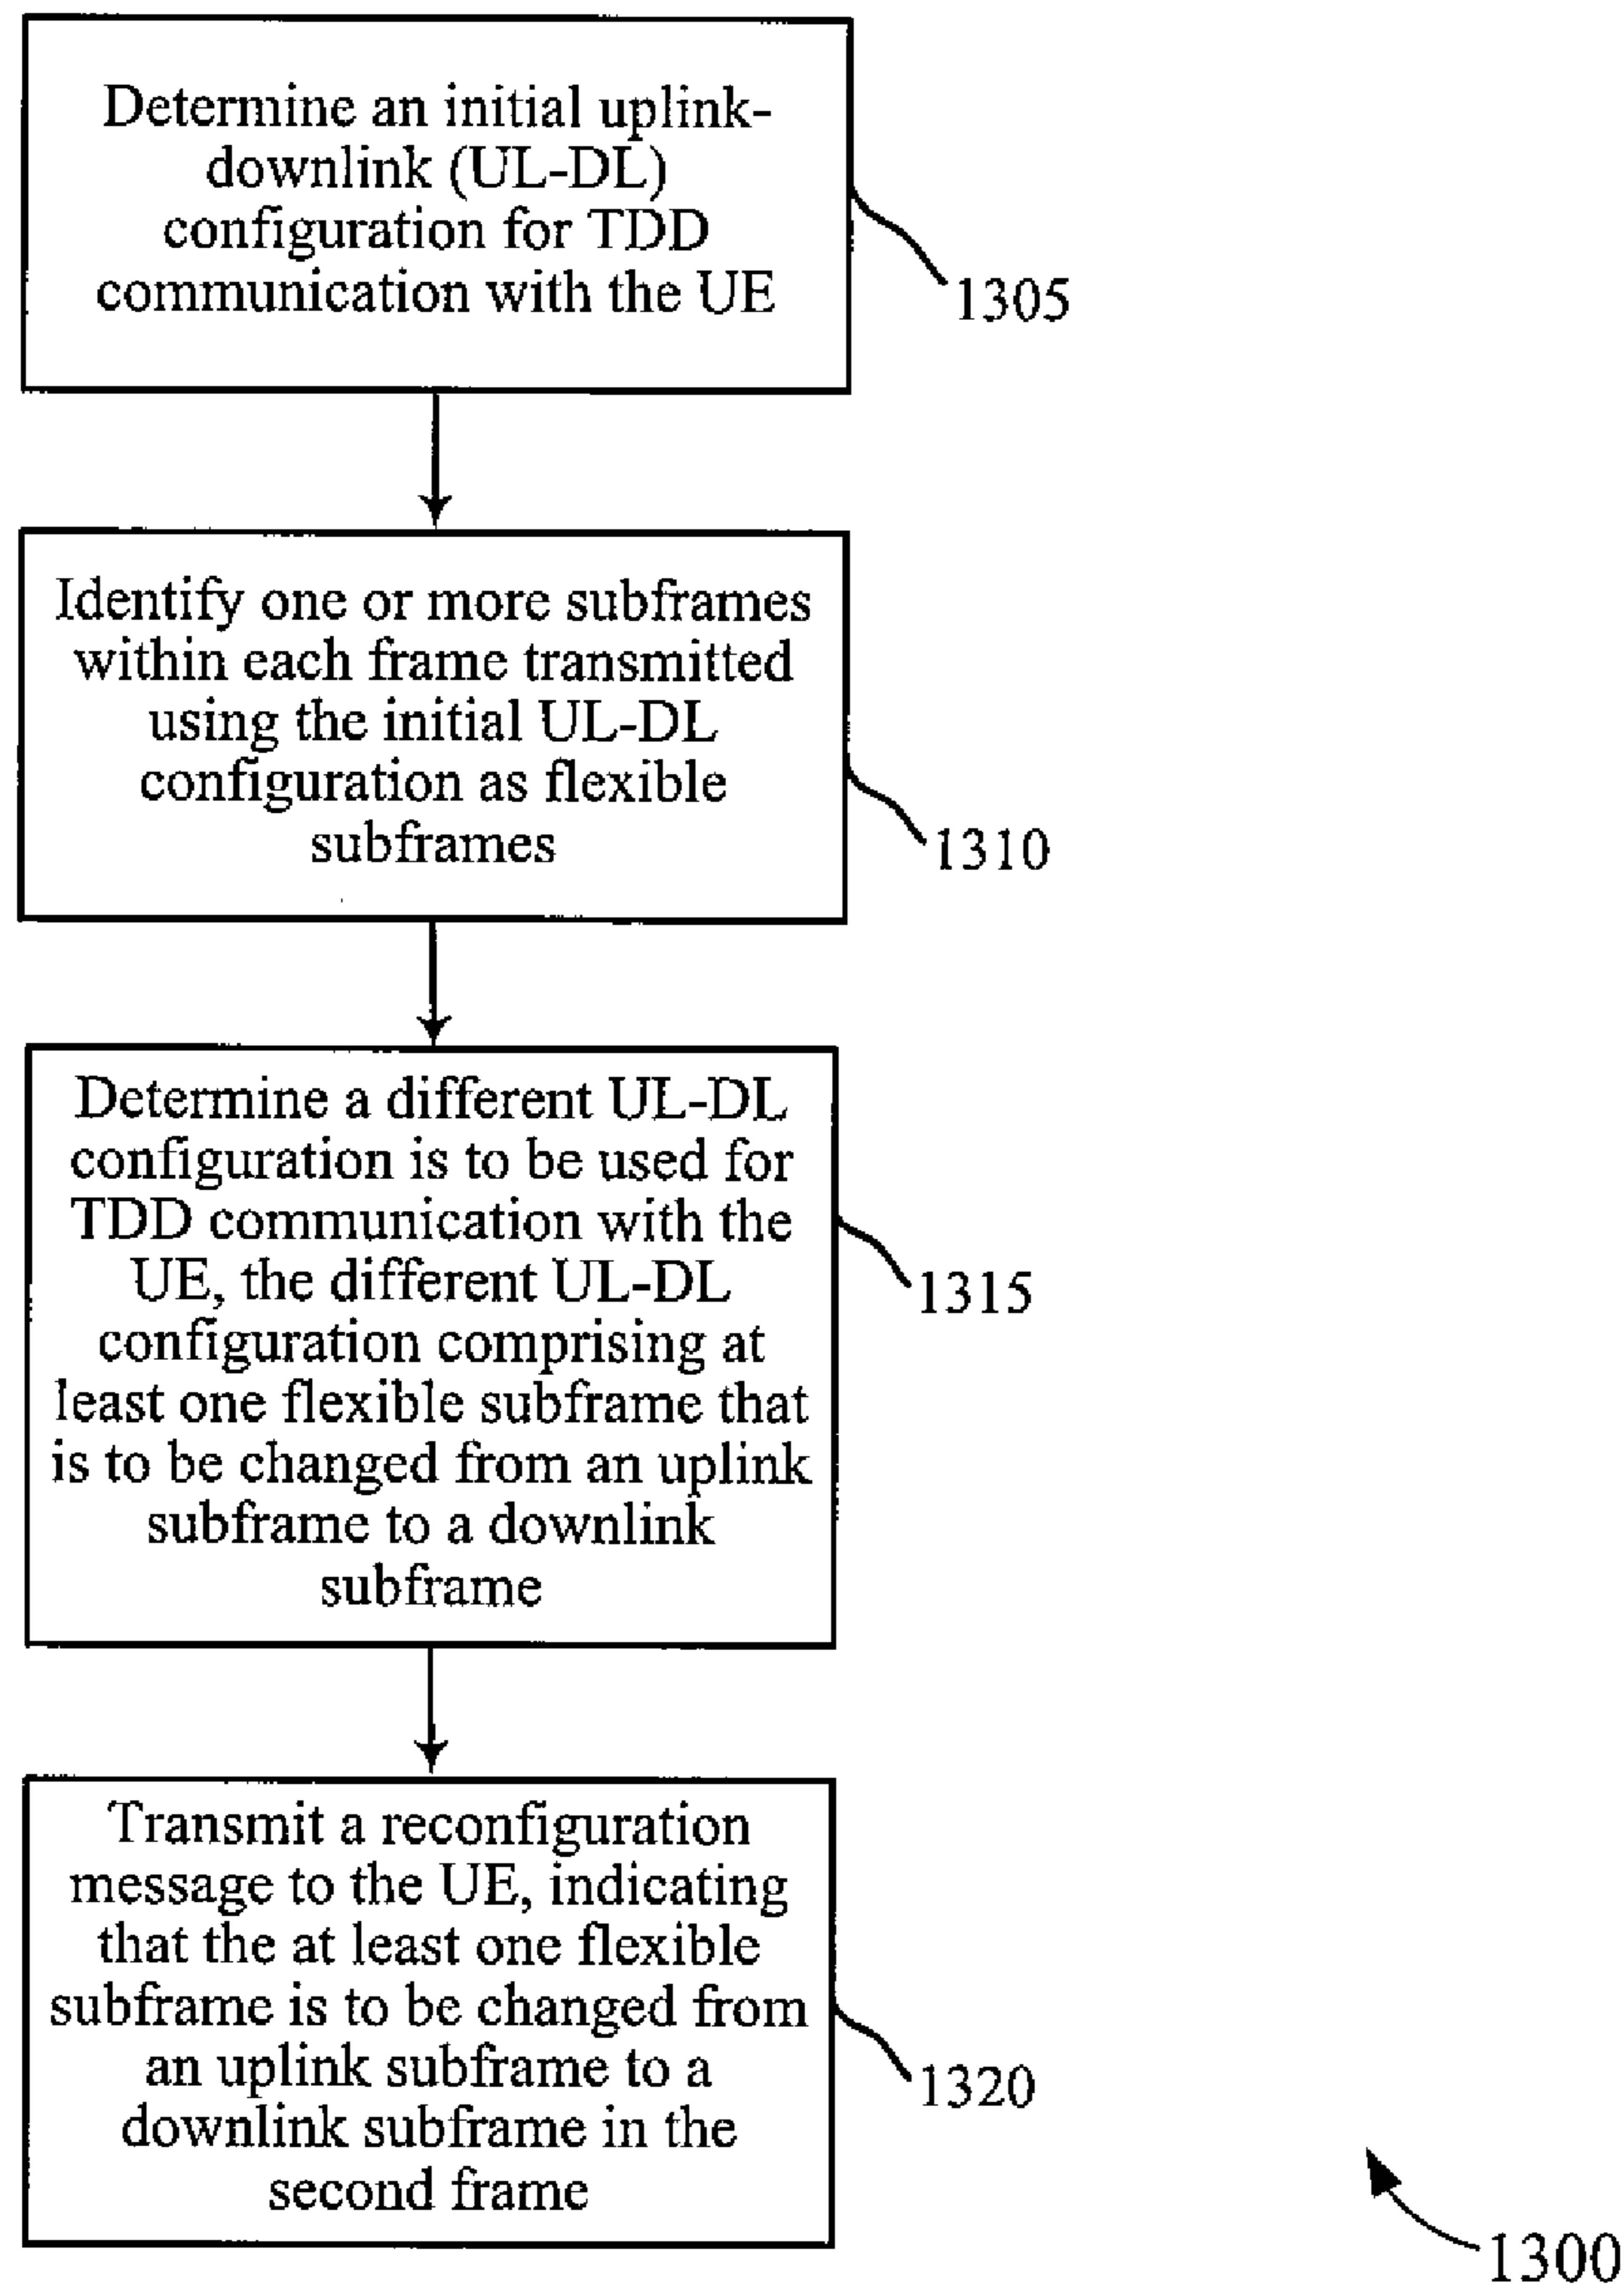 Determine an initial uplink-
downlink (UL-DL)
configuration for TDD
communication with the UE
1305
Identify one or more subframes
within each frame transmitted
using the initial UL-DL
configuration as flexible
subframes
1310
Determine a different UL-DL
configuration is to be used for
TDD communication with the
UE, the different UL-DL
configuration comprising at
least one flexible subframe that
is to be changed from an uplink
subframe to a downlink
subframe
1315
Transmit a reconfiguration
message to the UE, indicating
that the at least one flexible
subframe is to be changed from
an uplink subframe to a
downlink subframe in the
second frame
1320
1300